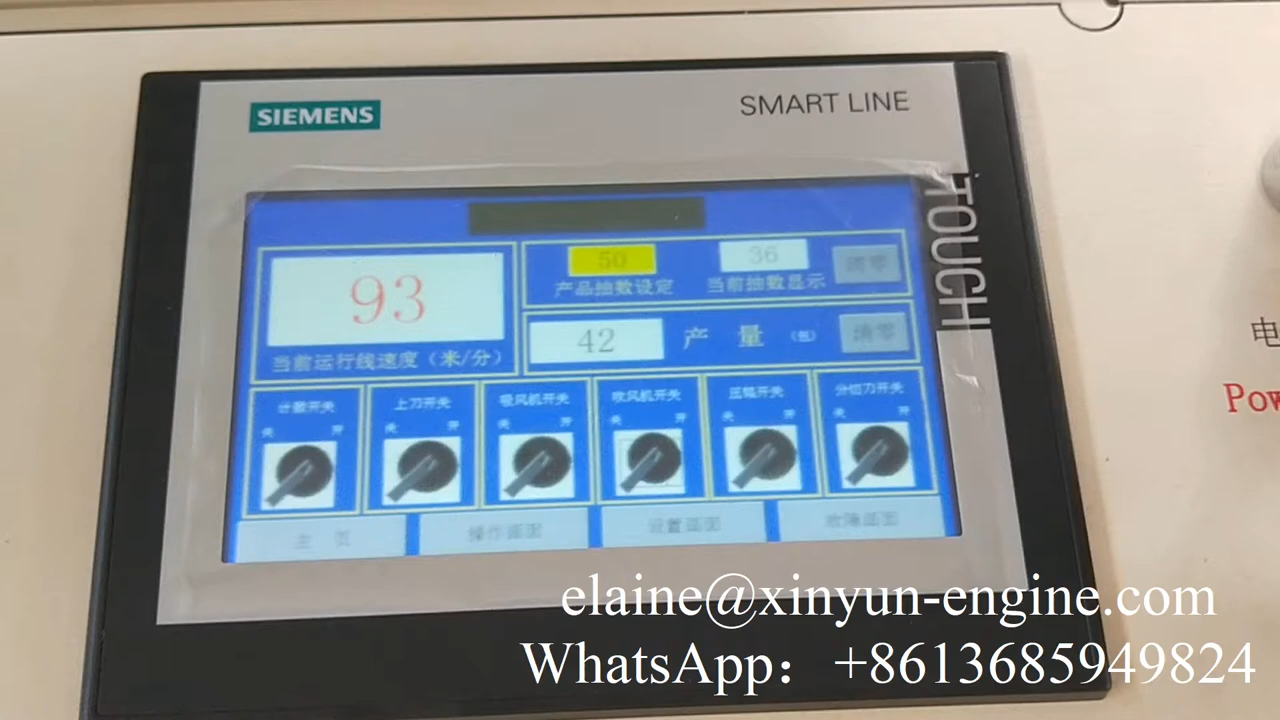 SIEMENS
SMART LINE
TOUCH
93
当前运行线速度（米/分）
50
产品抽数设定
36
当前抽数显示
清零
42
产 量 （包）
清零
计数开关
关 开
上刀开关
关 开
吸风机开关
关 开
吹风机开关
关 开
压辊开关
关 开
分切刀开关
关 开
主 页
操作画面
设置画面
故障画面
电
Pow
elaine@xinyun-engine.com
WhatsApp： +8613685949824